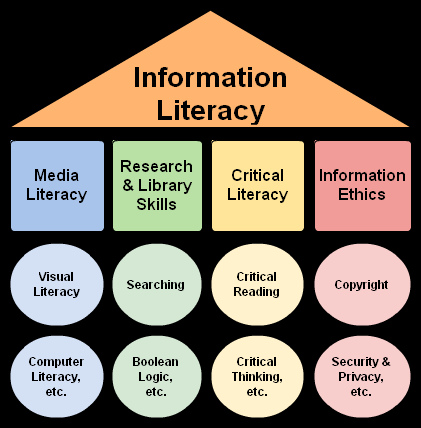 Information
Literacy
Media
Literacy
Research
& Library
Skills
Critical
Literacy
Information
Ethics
Visual
Literacy
Searching
Critical
Reading
Copyright
Computer
Literacy,
etc.
Boolean
Logic,
etc.
Critical
Thinking,
etc.
Security &
Privacy,
etc.